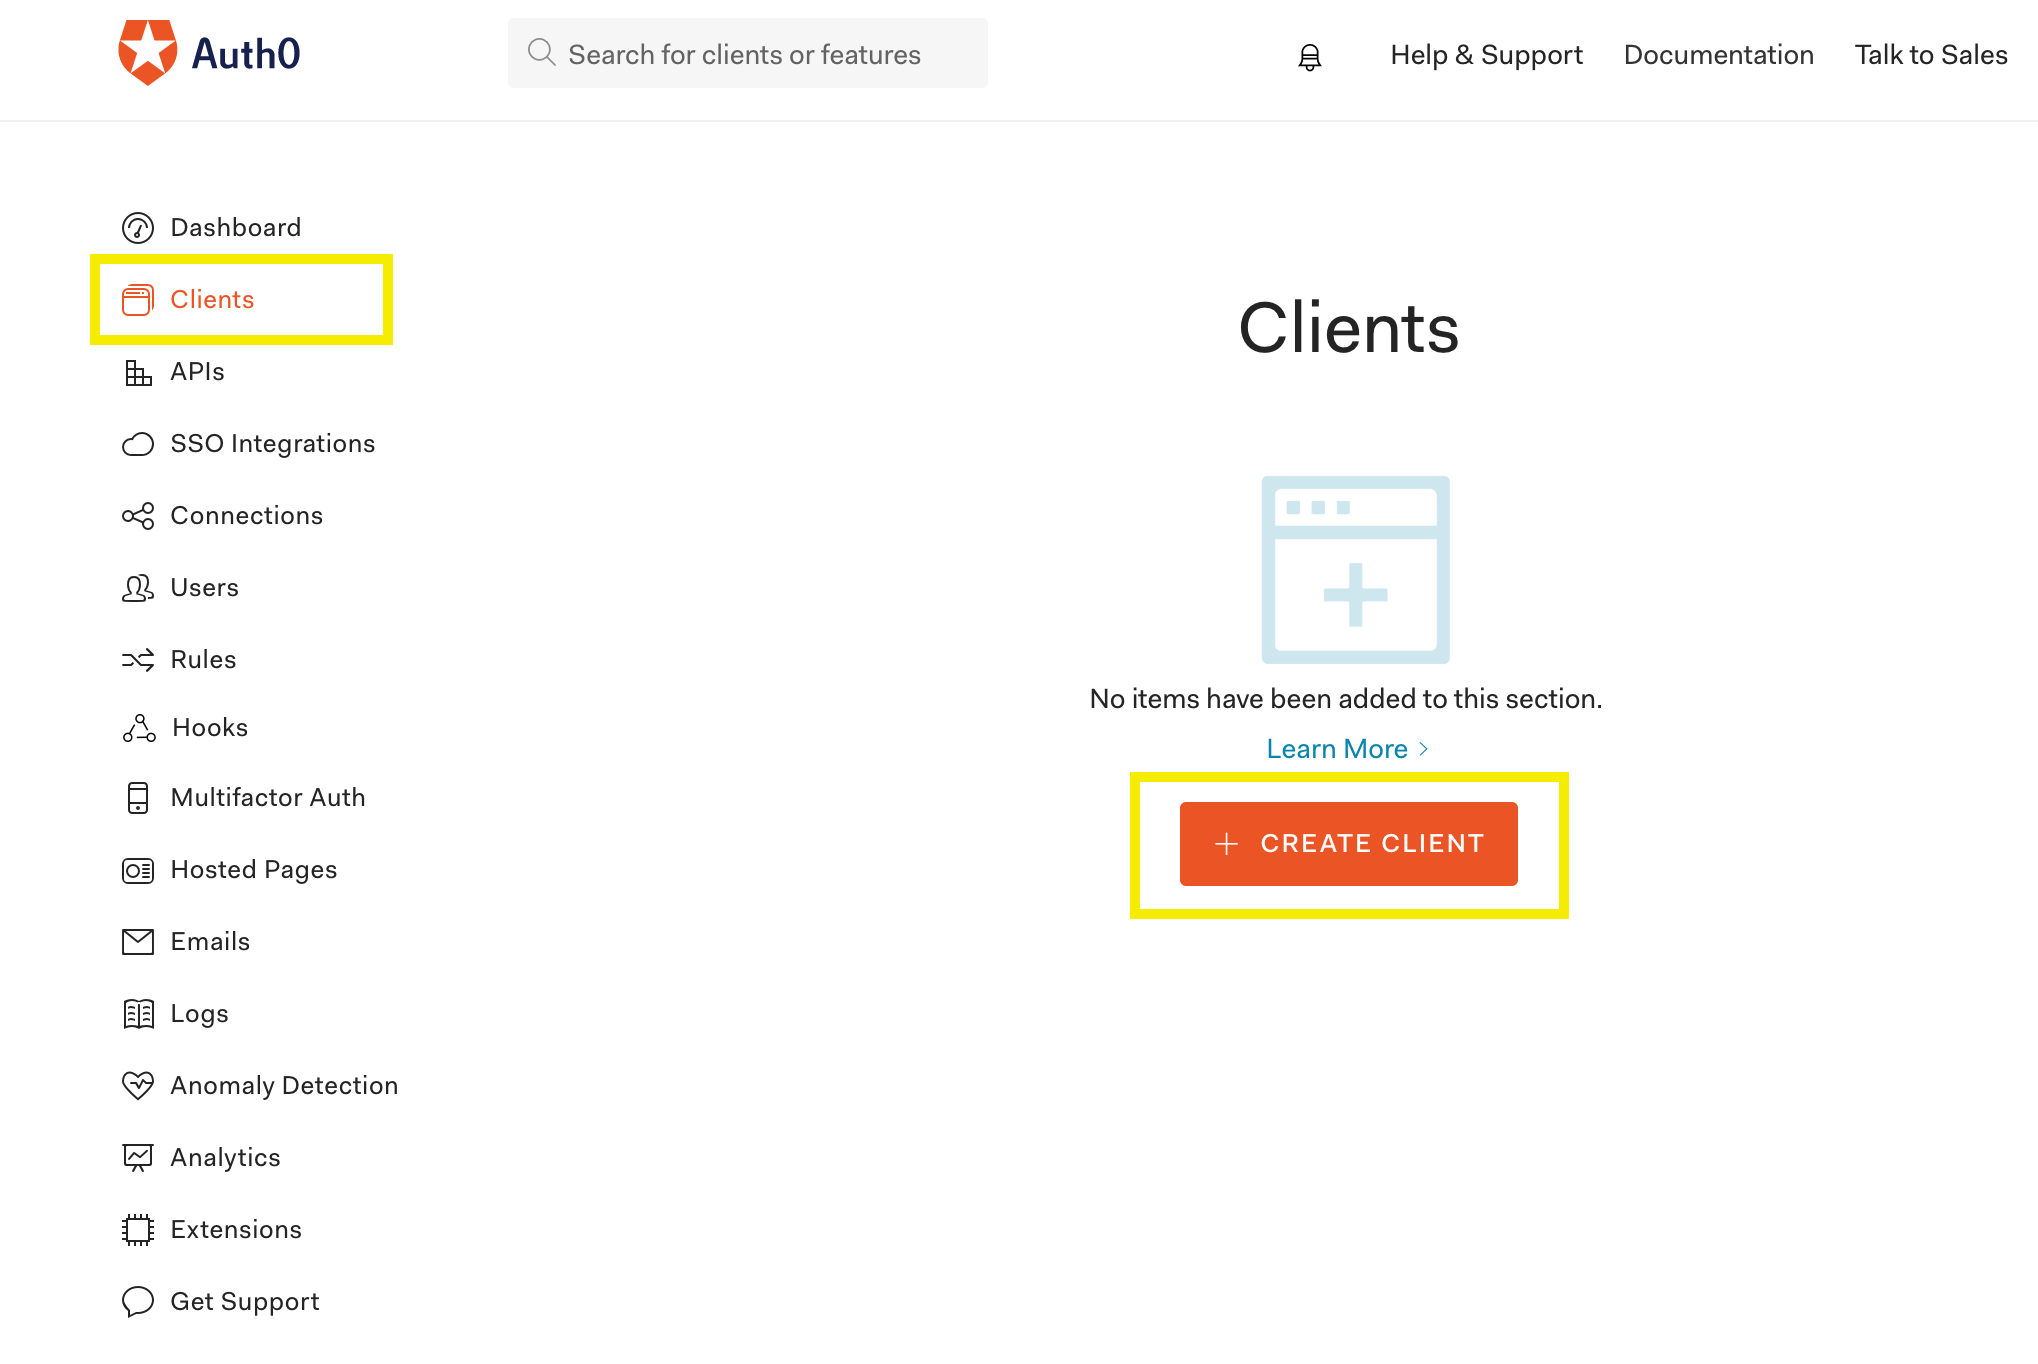 Auth0
Search for clients or features
Help & Support
Documentation
Talk to Sales
Dashboard
Clients
APIs
SSO Integrations
Connections
Users
Rules
Hooks
Multifactor Auth
Hosted Pages
Emails
Logs
Anomaly Detection
Analytics
Extensions
Get Support
Clients
No items have been added to this section.
Learn More
CREATE CLIENT